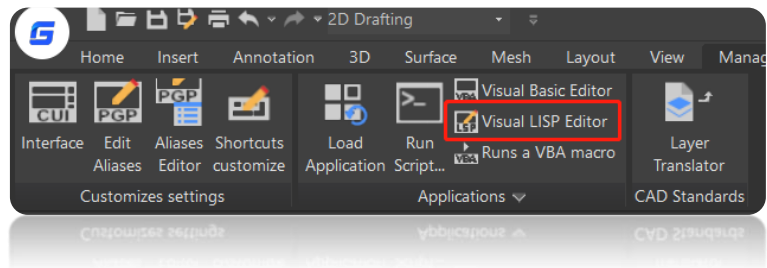 G
2D Drafting
Home Insert Annotation 3D Surface Mesh Layout View Manag
CUI PGP PGP
Interface Edit Aliases Aliases Editor Shortcuts customize
Load Application Run Script...
VBA Visual Basic Editor
LSP Visual LISP Editor
VBA Runs a VBA macro
Layer Translator
Customizes settings Applications CAD Standards